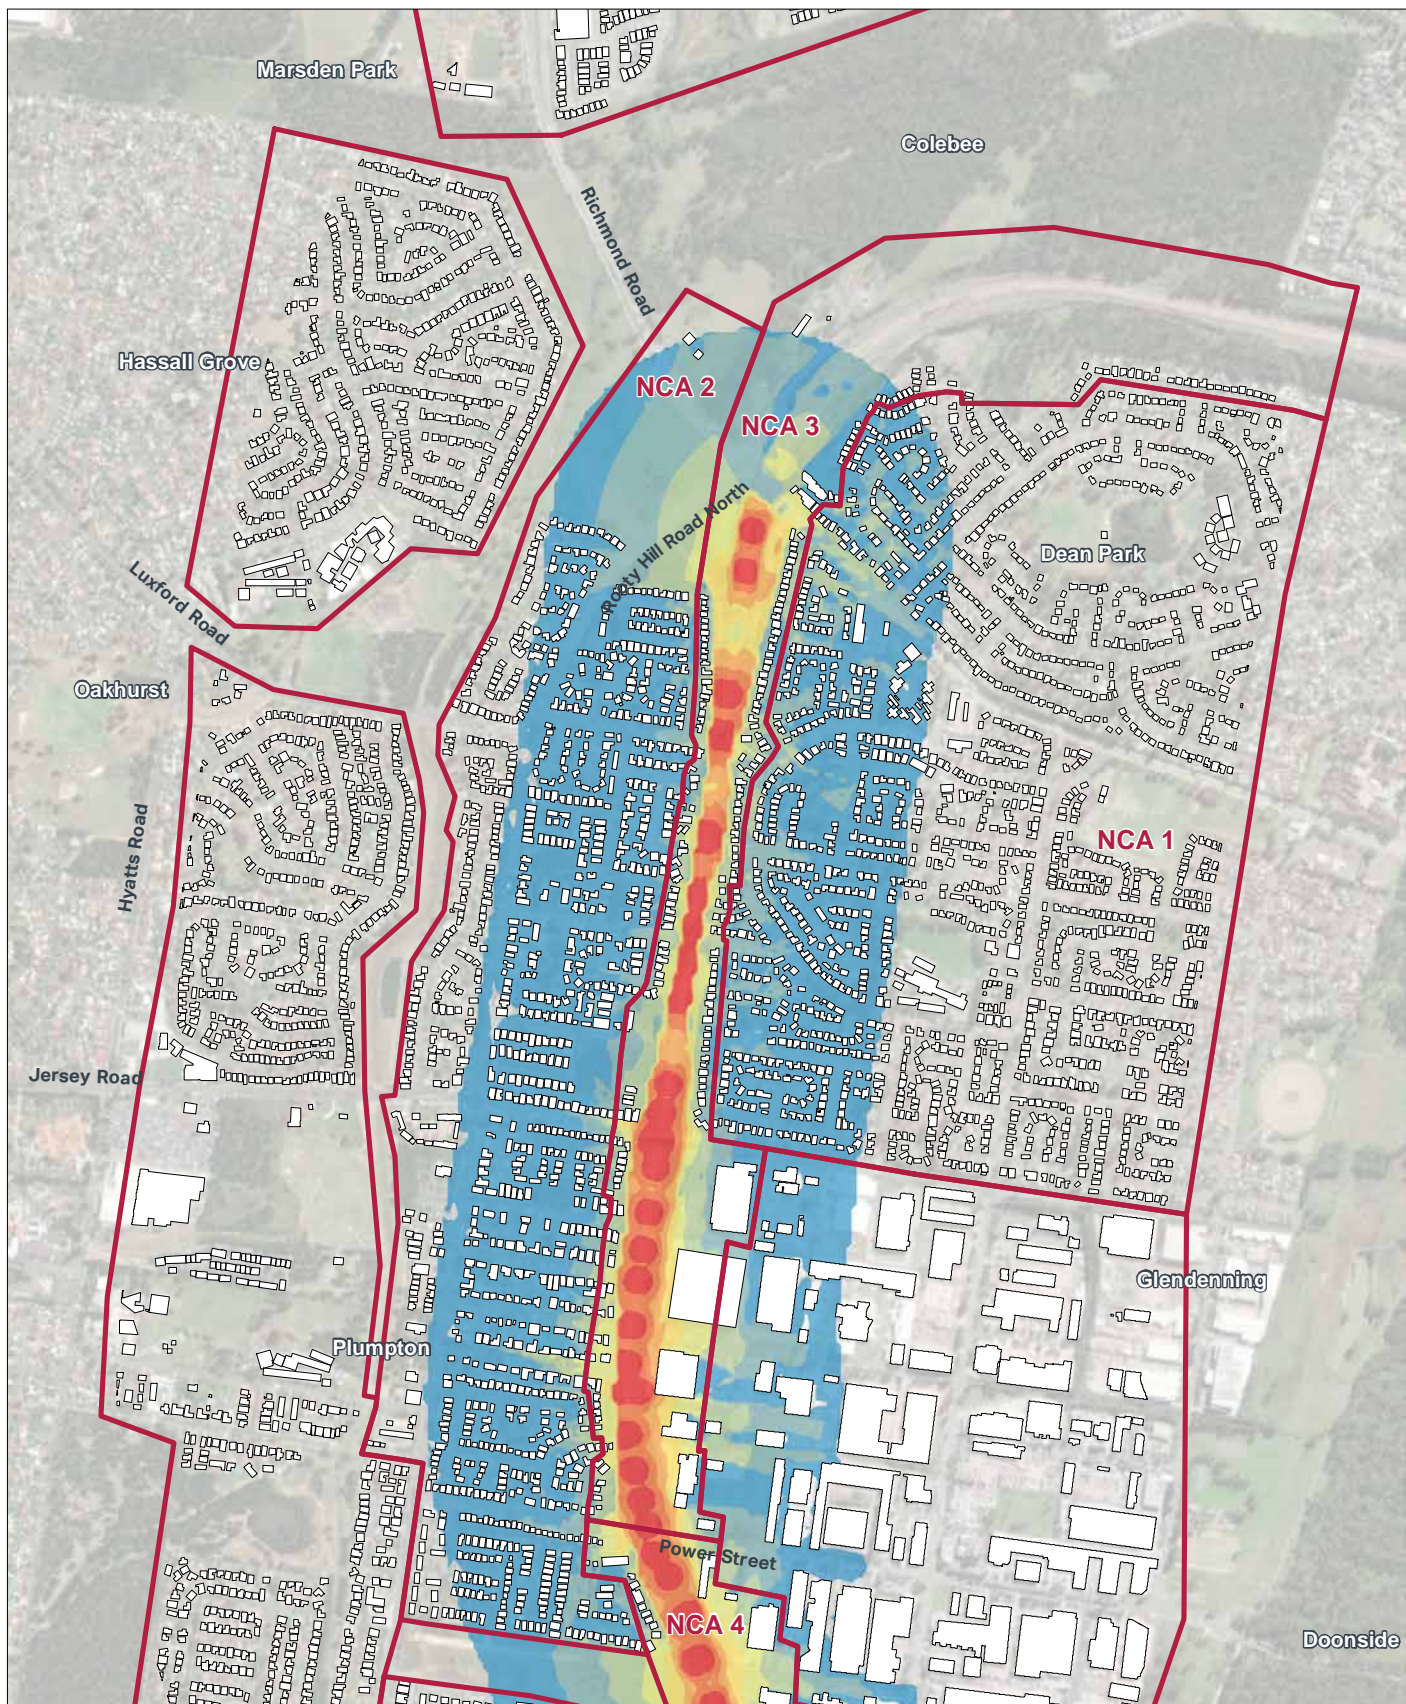 Marsden Park
Colebee
Richmond Road
Hassall Grove
NCA 2
NCA 3
Rooty Hill Road North
Dean Park
Luxford Road
Oakhurst
NCA 1
Hyatts Road
Jersey Road
Glendenning
Plumpton
Power Street
NCA 4
Doonside